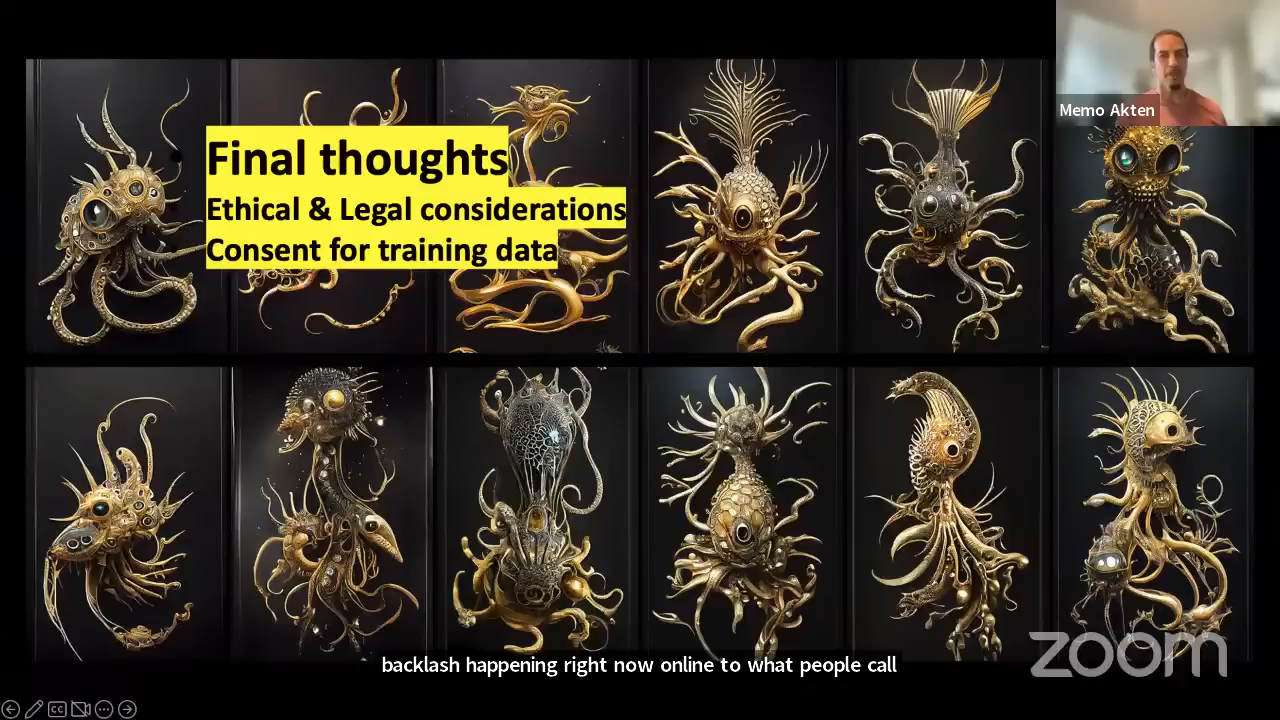 Memo Akten
Final thoughts
Ethical & Legal considerations
Consent for training data
backlash happening right now online to what people call
zoom
CC